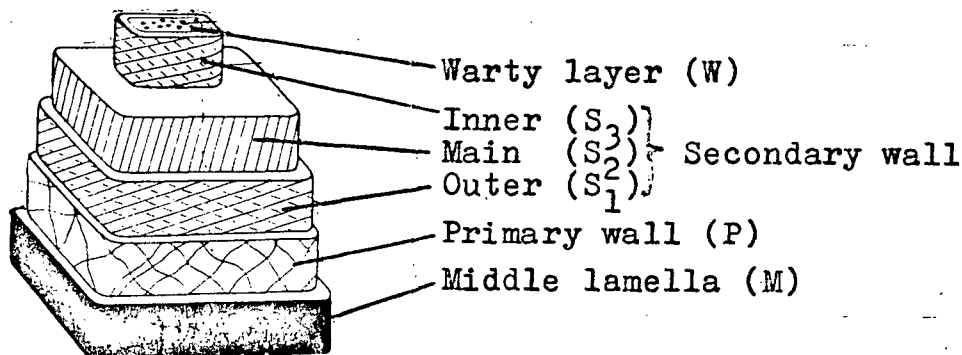 Warty layer (W)
Inner (S3)
Main (S2) Secondary wall
Outer (S1)
Primary wall (P)
Middle lamella (M)